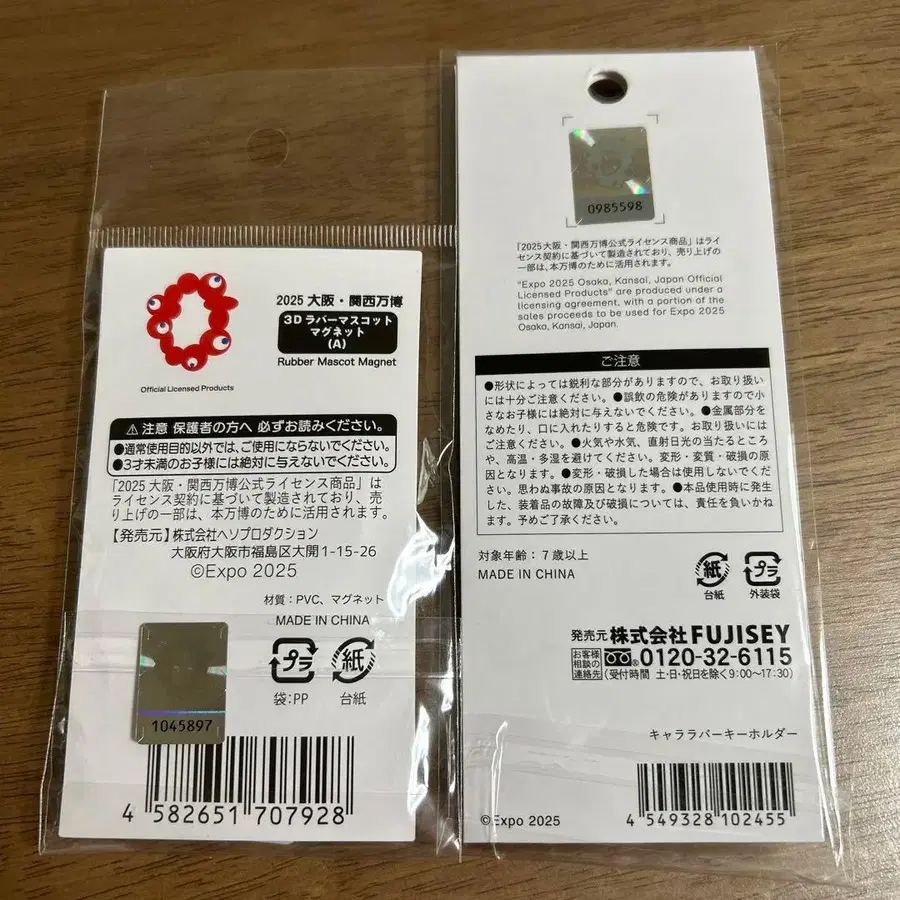 2025 大阪・関西万博
3Dラバーマスコット
マグネット
(A)
Rubber Mascot Magnet
Official Licensed Products
⚠注意 保護者の方へ 必ずお読みください。
●通常使用目的以外では、ご使用にならないでください。
●3才未満のお子様には絶対に与えないでください。
「2025大阪・関西万博公式ライセンス商品」は
ライセンス契約に基づいて製造されており、売
り上げの一部は、本万博のために活用されます。
【発売元】株式会社ヘソプロダクション
大阪府大阪市福島区大開1-15-26
©Expo 2025
材質：PVC、マグネット
MADE IN CHINA
プラ
紙
袋:PP
台紙
1045897
4 582651 707928
0985598
「2025大阪・関西万博公式ライセンス商品」はライ
センス契約に基づいて製造されており、売り上げの
一部は、本万博のために活用されます。
"Expo 2025 Osaka, Kansai, Japan Official
Licensed Products" are produced under a
licensing agreement, with a portion of the
sales proceeds to be used for Expo 2025
Osaka, Kansai, Japan.
ご注意
●形状によっては鋭利な部分がありますので、お取り扱い
には十分ご注意ください。●誤飲の危険がありますので小
さなお子様には絶対に与えないでください。●金属部分を
なめたり、口に入れたりすると危険です。お取り扱いには
ご注意ください。●火気や水気、直射日光の当たるところ
や、高温・多湿を避けてください。変形・変質・破損の原
因となります。●変形・破損した場合は使用しないでくだ
さい。思わぬ事故の原因となります。●本品使用時に発生
した、装着品の故障及び破損については、責任を負いかね
ます。予めご了承ください。
対象年齢：7歳以上
MADE IN CHINA
紙
プラ
台紙
外装袋
発売元 株式会社FUJISEY
お客様
相談の
連絡先
0120-32-6115
(受付時間 土・日・祝日を除く9:00〜17:30)
キャララバーキーホルダー
©Expo 2025
4 549328 102455